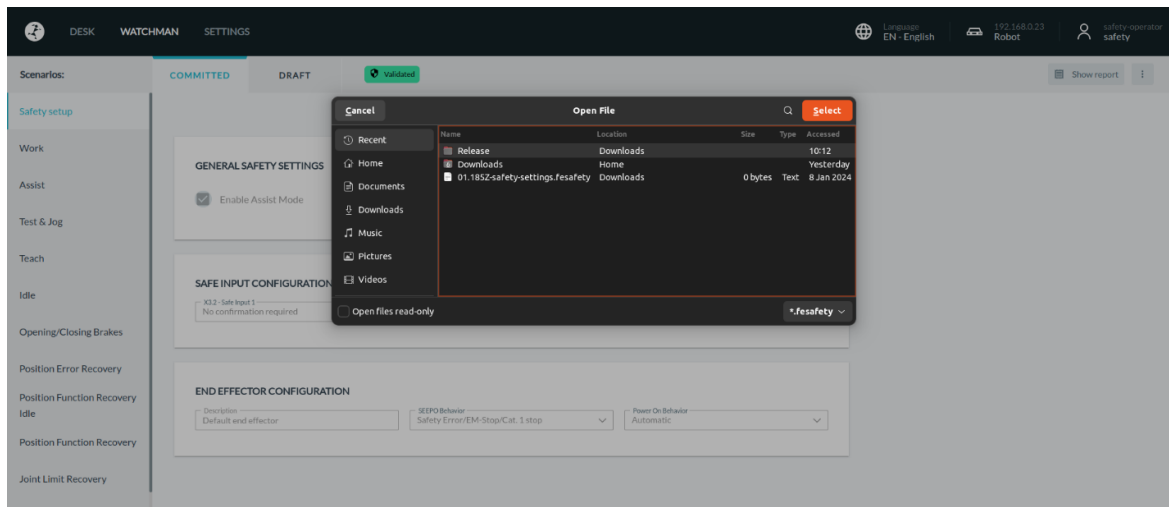 DESK WATCHMAN SETTINGS
Language
EN - English
192.168.0.23
Robot
safety-operator
safety
Scenarios:
COMMITTED DRAFT Validated Show report
Safety setup
Work
Assist
Test & Jog
Teach
Idle
Opening/Closing Brakes
Position Error Recovery
Position Function Recovery
Idle
Position Function Recovery
Joint Limit Recovery
GENERAL SAFETY SETTINGS
Enable Assist Mode
SAFE INPUT CONFIGURATION
X3.2 - Safe Input 1
No confirmation required
END EFFECTOR CONFIGURATION
Description
Default end effector
SEEPO Behavior
Safety Error/EM-Stop/Cat. 1 stop
Power On Behavior
Automatic
Cancel Open File Select
Recent
Home
Documents
Downloads
Music
Pictures
Videos
Name Location Size Type Accessed
Release Downloads 10:12
Downloads Home Yesterday
01.185Z-safety-settings.fesafety Downloads 0 bytes Text 8 Jan 2024
Open files read-only *.fesafety